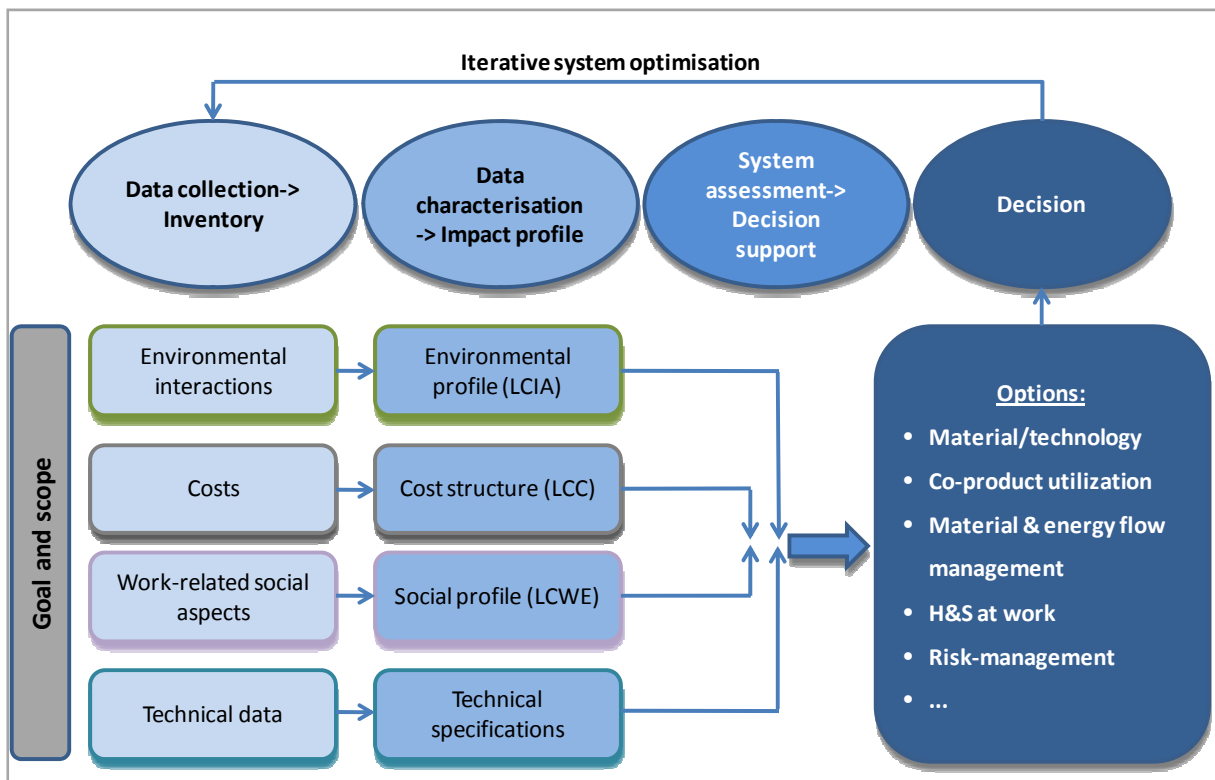 Iterative system optimisation
Data collection->
Inventory
Data
characterisation
-> Impact profile
System
assessment->
Decision
support
Decision
Goal and scope
Environmental
interactions
Environmental
profile (LCIA)
Costs
Cost structure (LCC)
Work-related social
aspects
Social profile (LCWE)
Technical data
Technical
specifications
Options:
• Material/technology
• Co-product utilization
• Material & energy flow
management
• H&S at work
• Risk-management
• ...